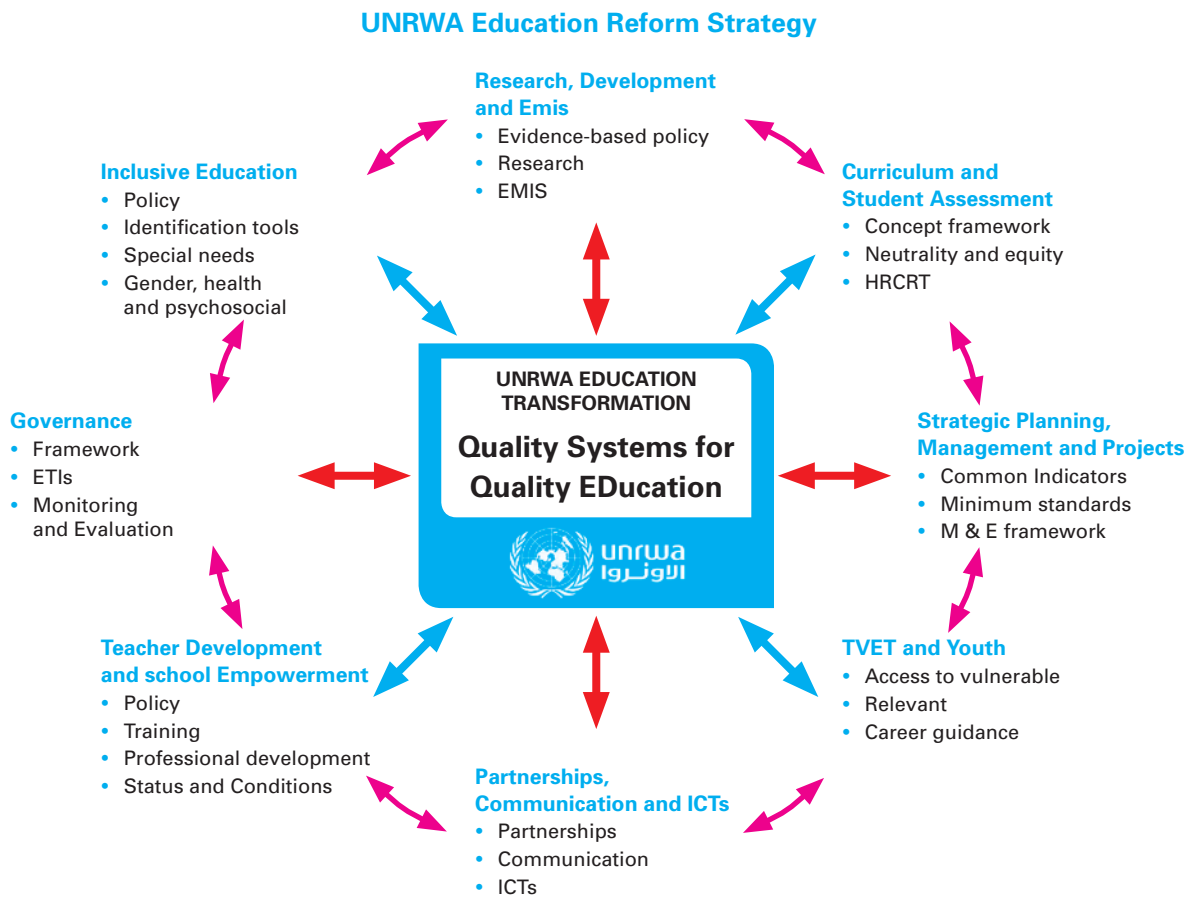 UNRWA Education Reform Strategy
Research, Development
and Emis
• Evidence-based policy
• Research
• EMIS
Inclusive Education
• Policy
• Identification tools
• Special needs
• Gender, health
and psychosocial
Curriculum and
Student Assessment
• Concept framework
• Neutrality and equity
• HRCRT
Governance
• Framework
• ETIs
• Monitoring
and Evaluation
UNRWA EDUCATION
TRANSFORMATION
Quality Systems for
Quality EDucation
unrwa
الاونروا
Strategic Planning,
Management and Projects
• Common Indicators
• Minimum standards
• M & E framework
Teacher Development
and school Empowerment
• Policy
• Training
• Professional development
• Status and Conditions
TVET and Youth
• Access to vulnerable
• Relevant
• Career guidance
Partnerships,
Communication and ICTs
• Partnerships
• Communication
• ICTs